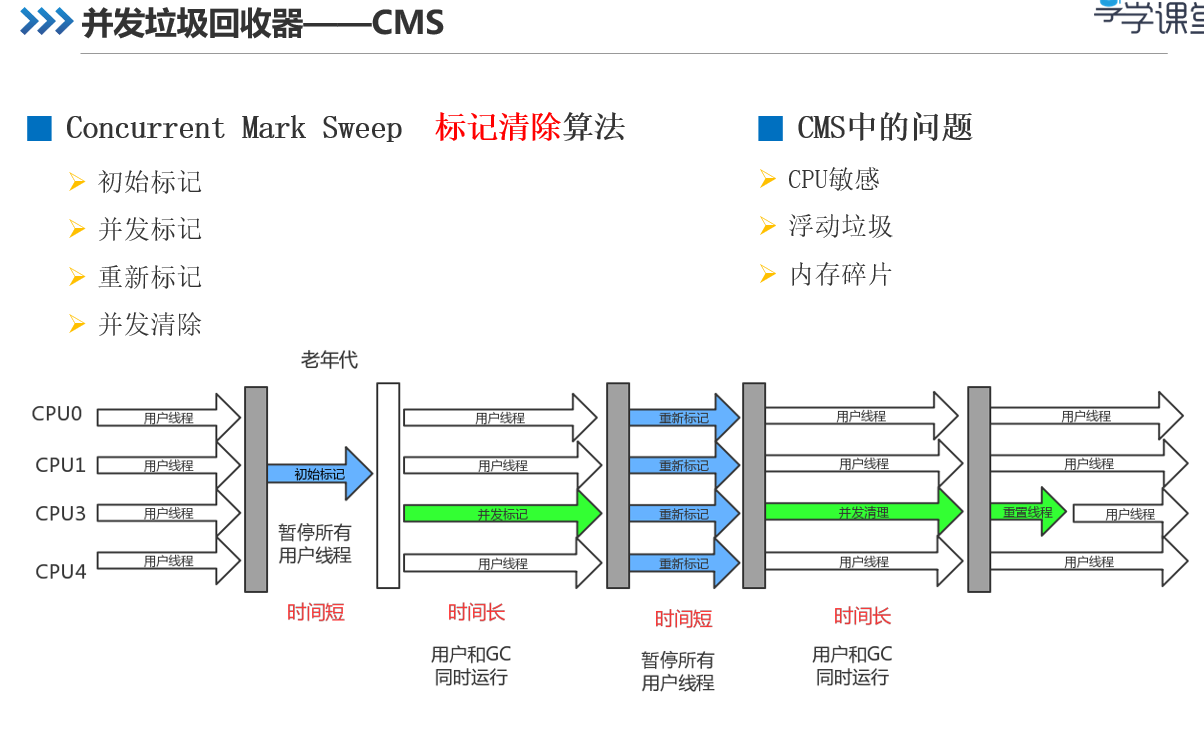 并发垃圾回收器——CMS
享学课堂
Concurrent Mark Sweep 标记清除算法
初始标记
并发标记
重新标记
并发清除
CMS中的问题
CPU敏感
浮动垃圾
内存碎片
老年代
CPU0
用户线程
用户线程
重新标记
用户线程
用户线程
CPU1
用户线程
初始标记
用户线程
重新标记
用户线程
用户线程
CPU3
用户线程
并发标记
重新标记
并发清理
重置线程
用户线程
CPU4
用户线程
用户线程
重新标记
用户线程
用户线程
暂停所有
用户线程
时间短
时间长
用户和GC
同时运行
时间短
暂停所有
用户线程
时间长
用户和GC
同时运行